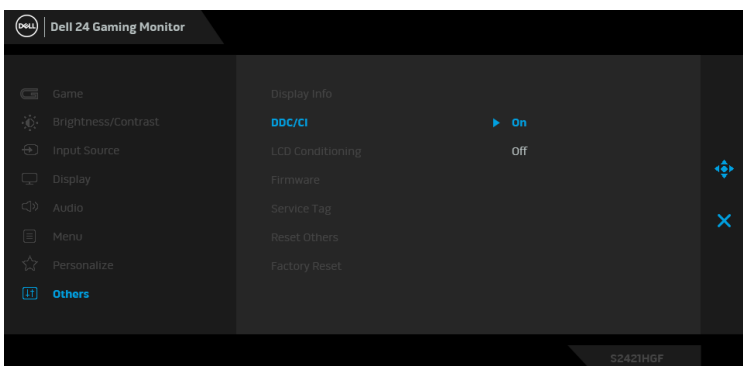 DELL Dell 24 Gaming Monitor
Game
Brightness/Contrast
Input Source
Display
Audio
Menu
Personalize
Others
Display Info
DDC/CI On
LCD Conditioning Off
Firmware
Service Tag
Reset Others
Factory Reset
S2421HGF